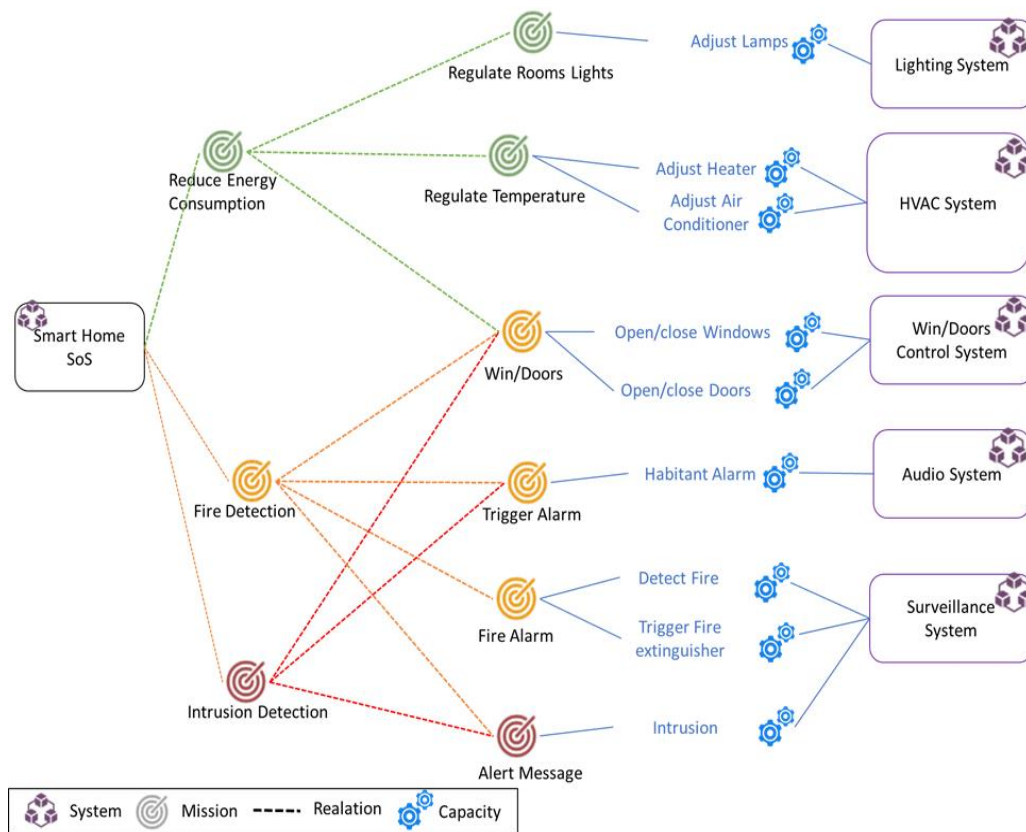 Regulate Rooms Lights
Adjust Lamps
Lighting System
Reduce Energy
Consumption
Regulate Temperature
Adjust Heater
Adjust Air
Conditioner
HVAC System
Smart Home
SoS
Win/Doors
Open/close Windows
Open/close Doors
Win/Doors
Control System
Fire Detection
Trigger Alarm
Habitant Alarm
Audio System
Fire Alarm
Detect Fire
Trigger Fire
extinguisher
Surveillance
System
Intrusion Detection
Alert Message
Intrusion
System
Mission
Realation
Capacity